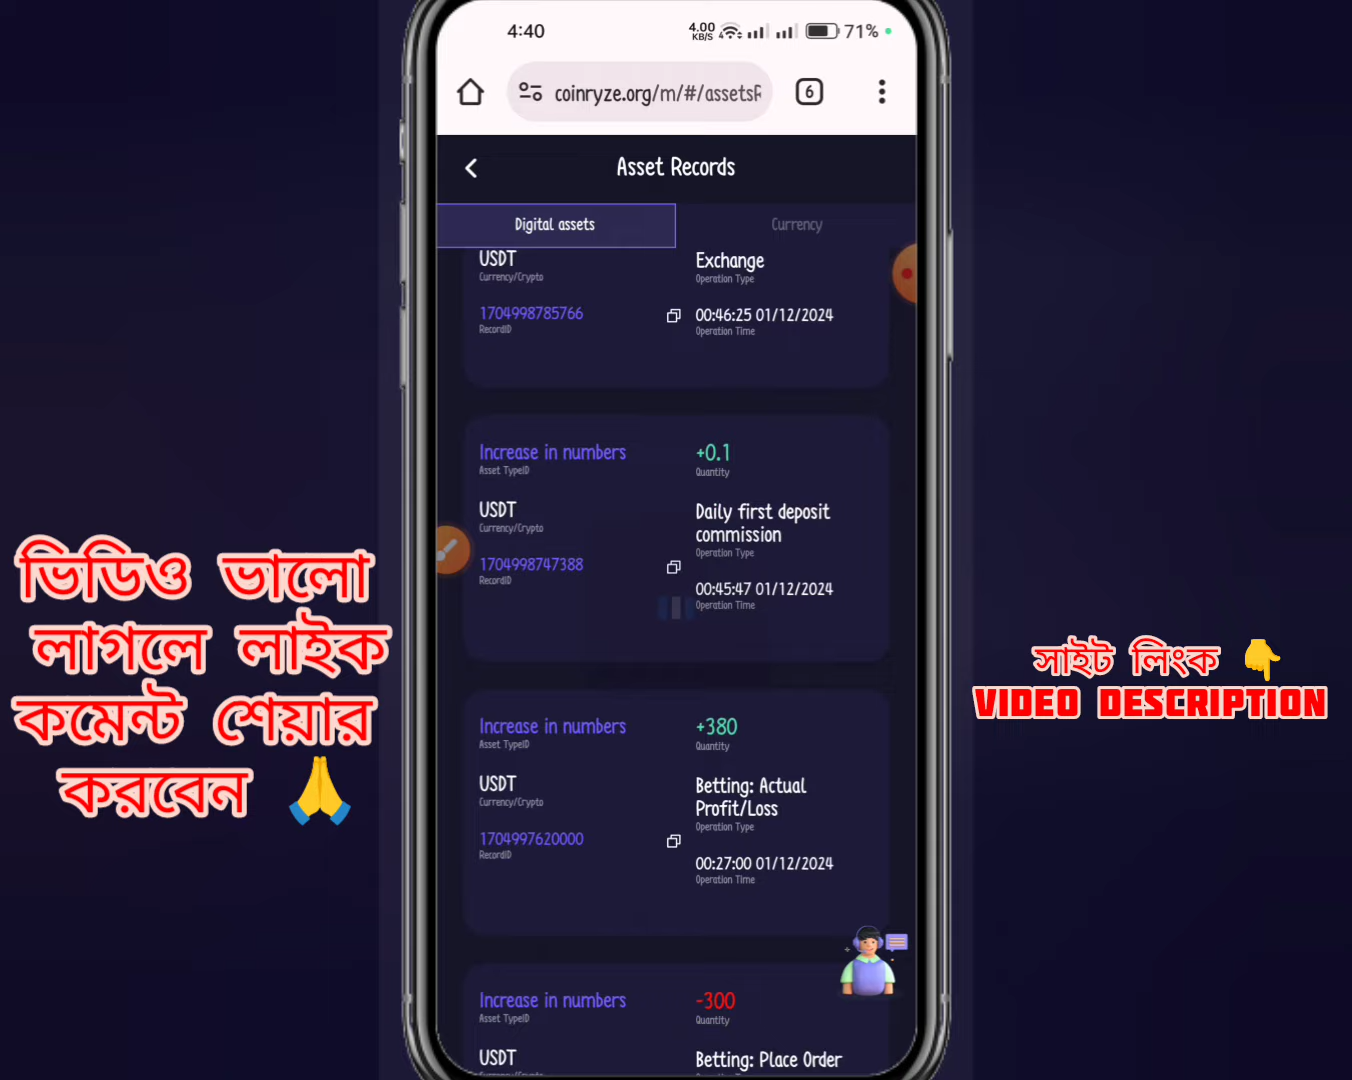 4:40
4.00
KB/S
71%
coinryze.org/m/#/assetsR
6
Asset Records
Digital assets
Currency
USDT
Currency/Crypto
Exchange
Operation Type
1704998785766
RecordID
00:46:25 01/12/2024
Operation Time
Increase in numbers
Asset TypeID
+0.1
Quantity
USDT
Currency/Crypto
Daily first deposit
commission
Operation Type
1704998747388
RecordID
00:45:47 01/12/2024
Operation Time
Increase in numbers
Asset TypeID
+380
Quantity
USDT
Currency/Crypto
Betting: Actual
Profit/Loss
Operation Type
1704997620000
RecordID
00:27:00 01/12/2024
Operation Time
Increase in numbers
Asset TypeID
-300
Quantity
USDT
Currency/Crypto
Betting: Place Order
Operation Type
ভিডিও ভালো
লাগলে লাইক
কমেন্ট শেয়ার
করবেন 🙏
সাইট লিংক 👇
VIDEO DESCRIPTION